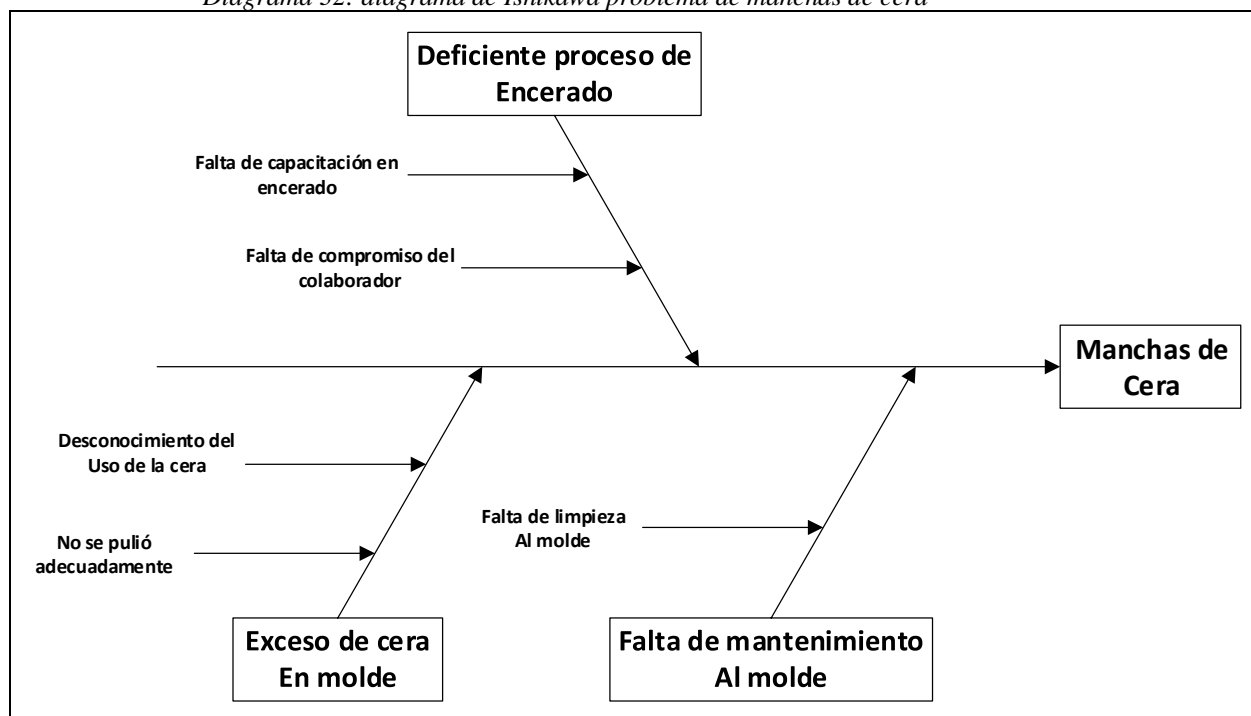 Diagrama 32: diagrama de Ishikawa problema de manchas de cera
Deficiente proceso de
Encerado
Falta de capacitación en
encerado
Falta de compromiso del
colaborador
Manchas de
Cera
Desconocimiento del
Uso de la cera
No se pulió
adecuadamente
Falta de limpieza
Al molde
Exceso de cera
En molde
Falta de mantenimiento
Al molde